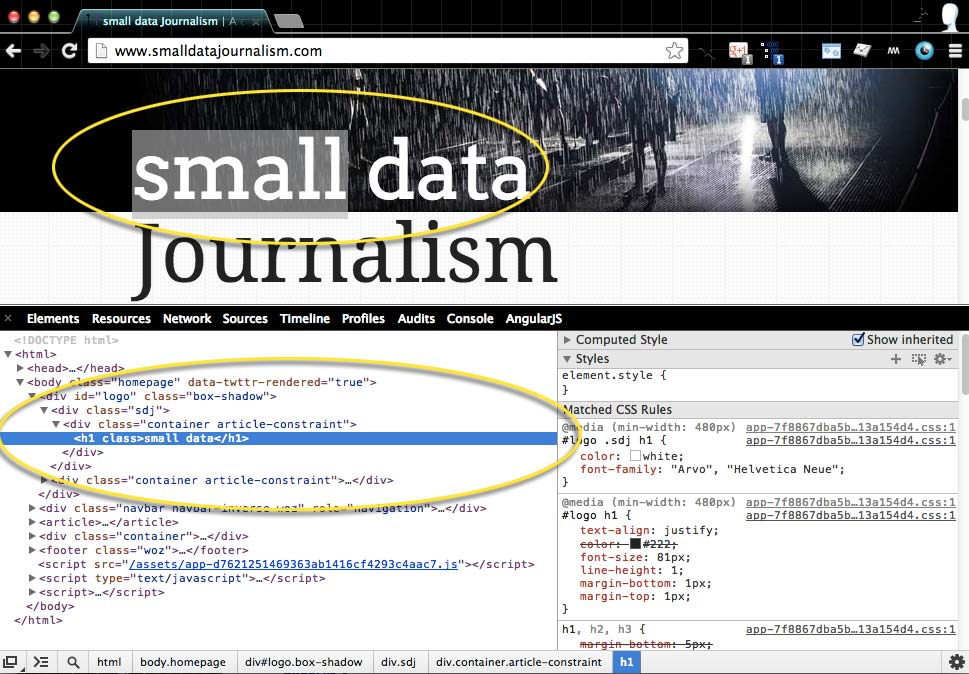 small data Journalism | A c
www.smalldatajournalism.com
small data
Journalism
Elements Resources Network Sources Timeline Profiles Audits Console AngularJS
<!DOCTYPE html>
<html>
<head>…</head>
<body class="homepage" data-twttr-rendered="true">
<div id="logo" class="box-shadow">
<div class="sdj">
<div class="container article-constraint">
<h1 class>small data</h1>
</div>
</div>
<div class="container article-constraint">…</div>
</div>
<div class="navbar navbar-inverse woz" role="navigation">…</div>
<article>…</article>
<div class="container">…</div>
<footer class="woz">…</footer>
<script src="/assets/app-d7621251469363ab1416cf4293c4aac7.js"></script>
<script type="text/javascript">…</script>
<script>…</script>
</body>
</html>
Computed Style Show inherited
Styles
element.style {
}
Matched CSS Rules
@media (min-width: 480px) app-7f8867dba5b…13a154d4.css:1
#logo .sdj h1 { app-7f8867dba5b…13a154d4.css:1
color: white;
font-family: "Arvo", "Helvetica Neue";
}
@media (min-width: 480px) app-7f8867dba5b…13a154d4.css:1
#logo h1 { app-7f8867dba5b…13a154d4.css:1
text-align: justify;
color: #222;
font-size: 81px;
line-height: 1;
margin-bottom: 1px;
margin-top: 1px;
}
h1, h2, h3 { app-7f8867dba5b…13a154d4.css:1
margin-bottom: 5px;
html body.homepage div#logo.box-shadow div.sdj div.container.article-constraint h1